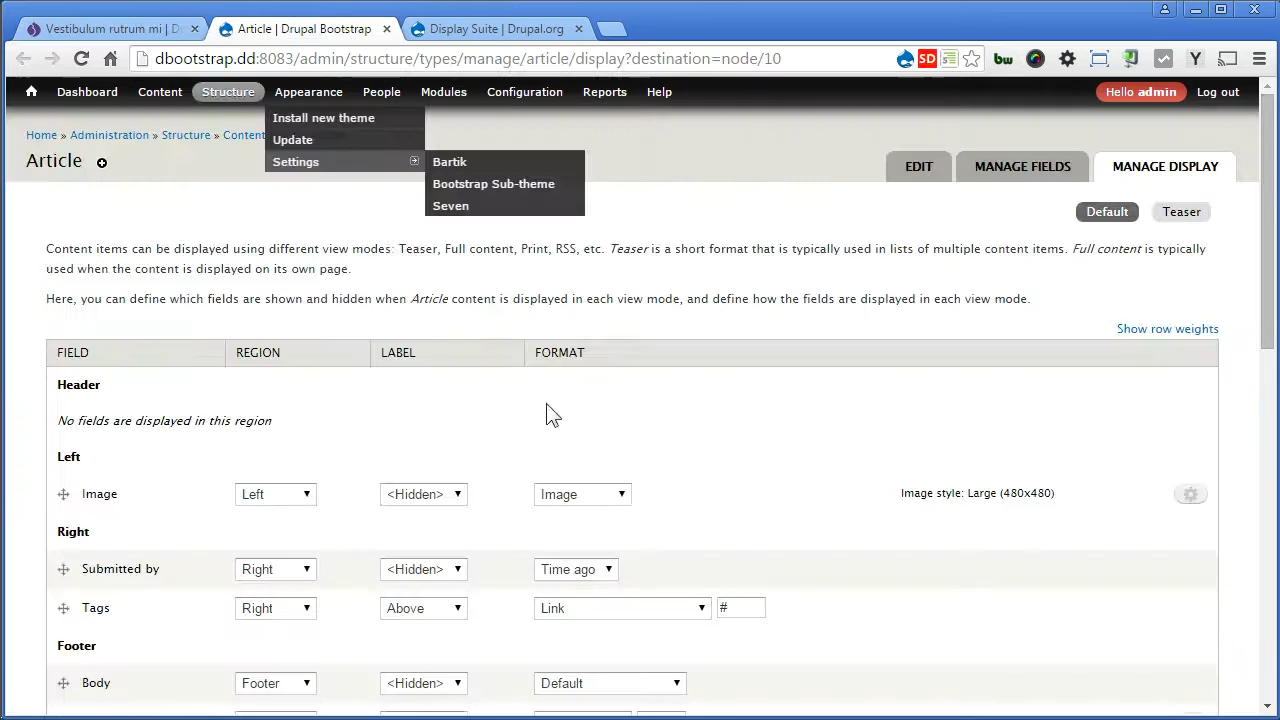 Vestibulum rutrum mi | D
Article | Drupal Bootstrap
Display Suite | Drupal.org
dbootstrap.dd:8083/admin/structure/types/manage/article/display?destination=node/10
SD
bw
Y
Dashboard Content Structure Appearance People Modules Configuration Reports Help Hello admin Log out
Install new theme
Update
Settings
Bartik
Bootstrap Sub-theme
Seven
Home » Administration » Structure » Content
Article
EDIT MANAGE FIELDS MANAGE DISPLAY
Default Teaser
Content items can be displayed using different view modes: Teaser, Full content, Print, RSS, etc. Teaser is a short format that is typically used in lists of multiple content items. Full content is typically
used when the content is displayed on its own page.
Here, you can define which fields are shown and hidden when Article content is displayed in each view mode, and define how the fields are displayed in each view mode.
Show row weights
FIELD REGION LABEL FORMAT
Header
No fields are displayed in this region
Left
Image Left <Hidden> Image Image style: Large (480x480)
Right
Submitted by Right <Hidden> Time ago
Tags Right Above Link #
Footer
Body Footer <Hidden> Default